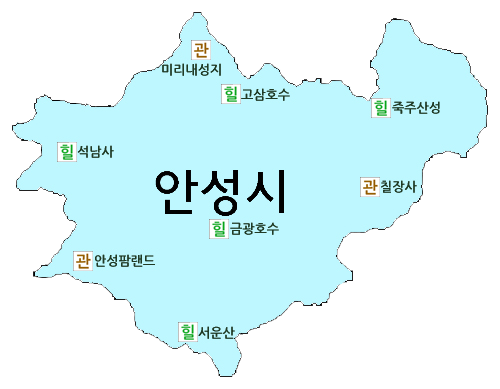 관
미리내성지
힐 고삼호수
힐 죽주산성
힐 석남사
관 칠장사
안성시
힐 금광호수
관 안성팜랜드
힐 서운산